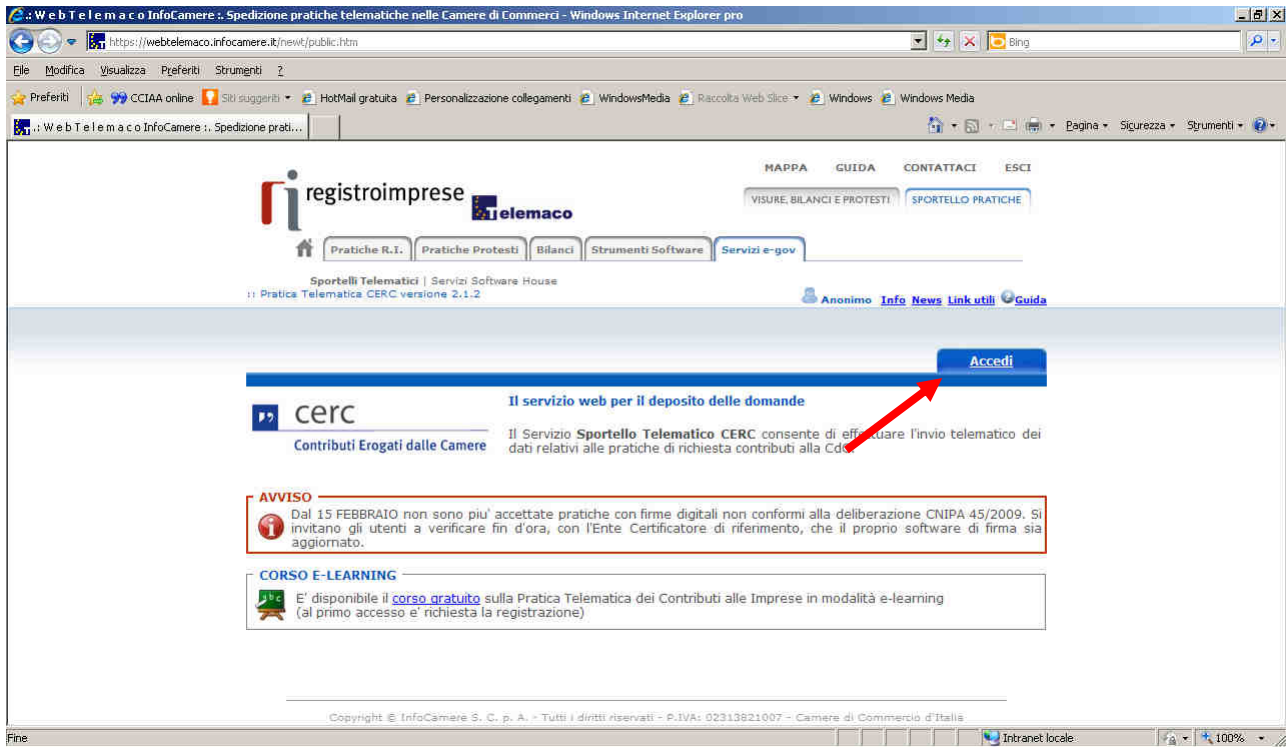 .: W e b T e l e m a c o InfoCamere :. Spedizione pratiche telematiche nelle Camere di Commerci - Windows Internet Explorer pro
https://webtelemaco.infocamere.it/newt/public.htm
Bing
File Modifica Visualizza Preferiti Strumenti ?
Preferiti CCIAA online Siti suggeriti HotMail gratuita Personalizzazione collegamenti WindowsMedia Raccolta Web Slice Windows Windows Media
.: W e b T e l e m a c o InfoCamere :. Spedizione prati...
Pagina Sicurezza Strumenti
MAPPA GUIDA CONTATTACI ESCI
registroimprese Telemaco
VISURE, BILANCI E PROTESTI SPORTELLO PRATICHE
Pratiche R.I. Pratiche Protesti Bilanci Strumenti Software Servizi e-gov
Sportelli Telematici | Servizi Software House
:: Pratica Telematica CERC versione 2.1.2
Anonimo Info News Link utili Guida
Accedi
cerc
Contributi Erogati dalle Camere
Il servizio web per il deposito delle domande
Il Servizio Sportello Telematico CERC consente di effettuare l'invio telematico dei
dati relativi alle pratiche di richiesta contributi alla CdC.
AVVISO
Dal 15 FEBBRAIO non sono piu' accettate pratiche con firme digitali non conformi alla deliberazione CNIPA 45/2009. Si
invitano gli utenti a verificare fin d'ora, con l'Ente Certificatore di riferimento, che il proprio software di firma sia
aggiornato.
CORSO E-LEARNING
abc
E' disponibile il corso gratuito sulla Pratica Telematica dei Contributi alle Imprese in modalità e-learning
(al primo accesso e' richiesta la registrazione)
Copyright © InfoCamere S. C. p. A. - Tutti i diritti riservati - P.IVA: 02313821007 - Camere di Commercio d'Italia
Fine
Intranet locale
100%